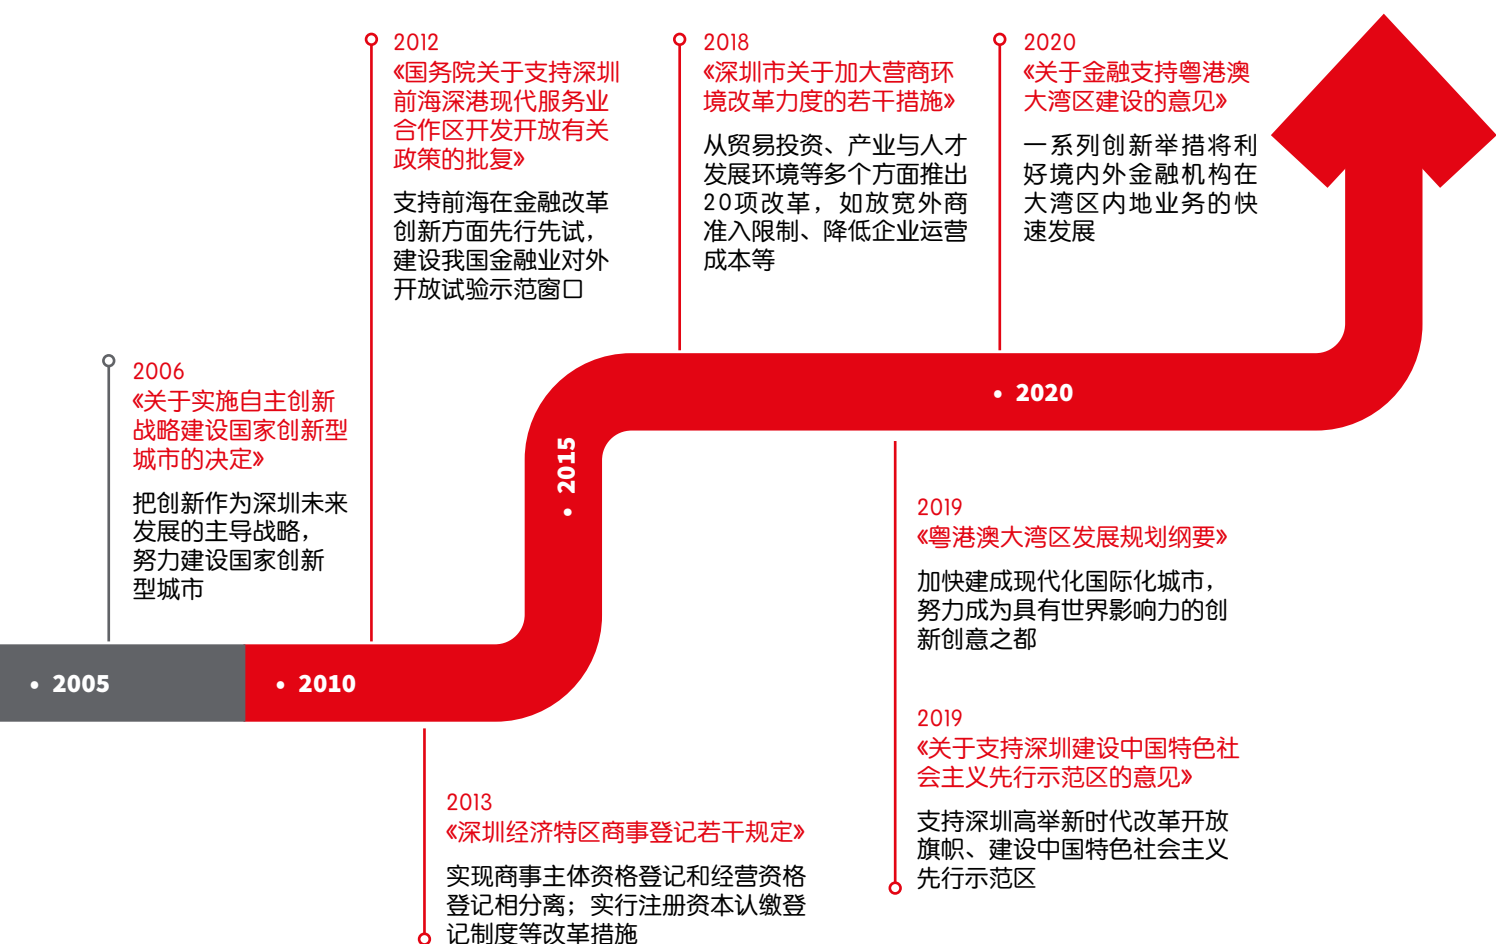 2012
《国务院关于支持深圳
前海深港现代服务业
合作区开发开放有关
政策的批复》
支持前海在金融改革
创新方面先行先试，
建设我国金融业对外
开放试验示范窗口
2018
《深圳市关于加大营商环
境改革力度的若干措施》
从贸易投资、产业与人才
发展环境等多个方面推出
20项改革，如放宽外商
准入限制、降低企业运营
成本等
2020
《关于金融支持粤港澳
大湾区建设的意见》
一系列创新举措将利
好境内外金融机构在
大湾区内地业务的快
速发展
2006
《关于实施自主创新
战略建设国家创新型
城市的决定》
把创新作为深圳未来
发展的主导战略，
努力建设国家创新
型城市
• 2005
• 2010
• 2015
• 2020
2013
《深圳经济特区商事登记若干规定》
实现商事主体资格登记和经营资格
登记相分离；实行注册资本认缴登
记制度等改革措施
2019
《粤港澳大湾区发展规划纲要》
加快建成现代化国际化城市，
努力成为具有世界影响力的创
新创意之都
2019
《关于支持深圳建设中国特色社
会主义先行示范区的意见》
支持深圳高举新时代改革开放
旗帜、建设中国特色社会主义
先行示范区